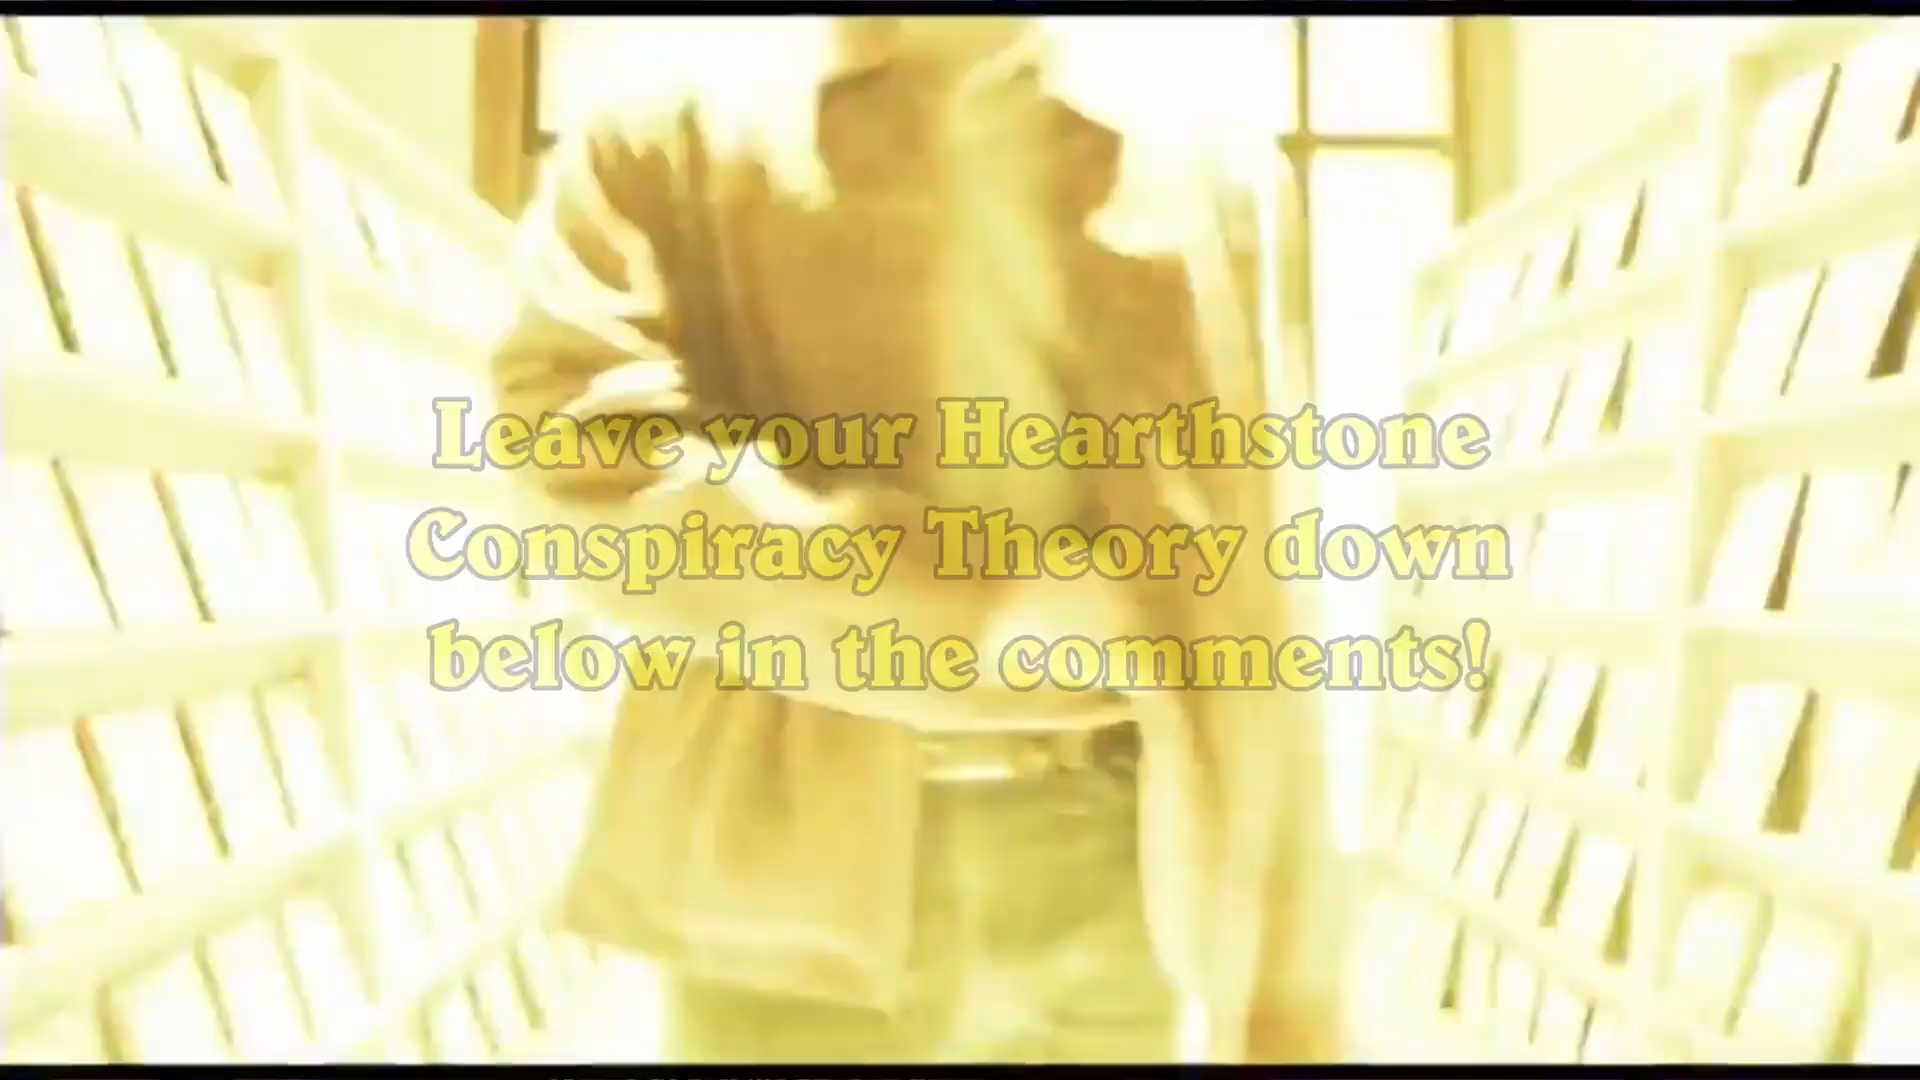 Leave your Hearthstone
Conspiracy Theory down
below in the comments!